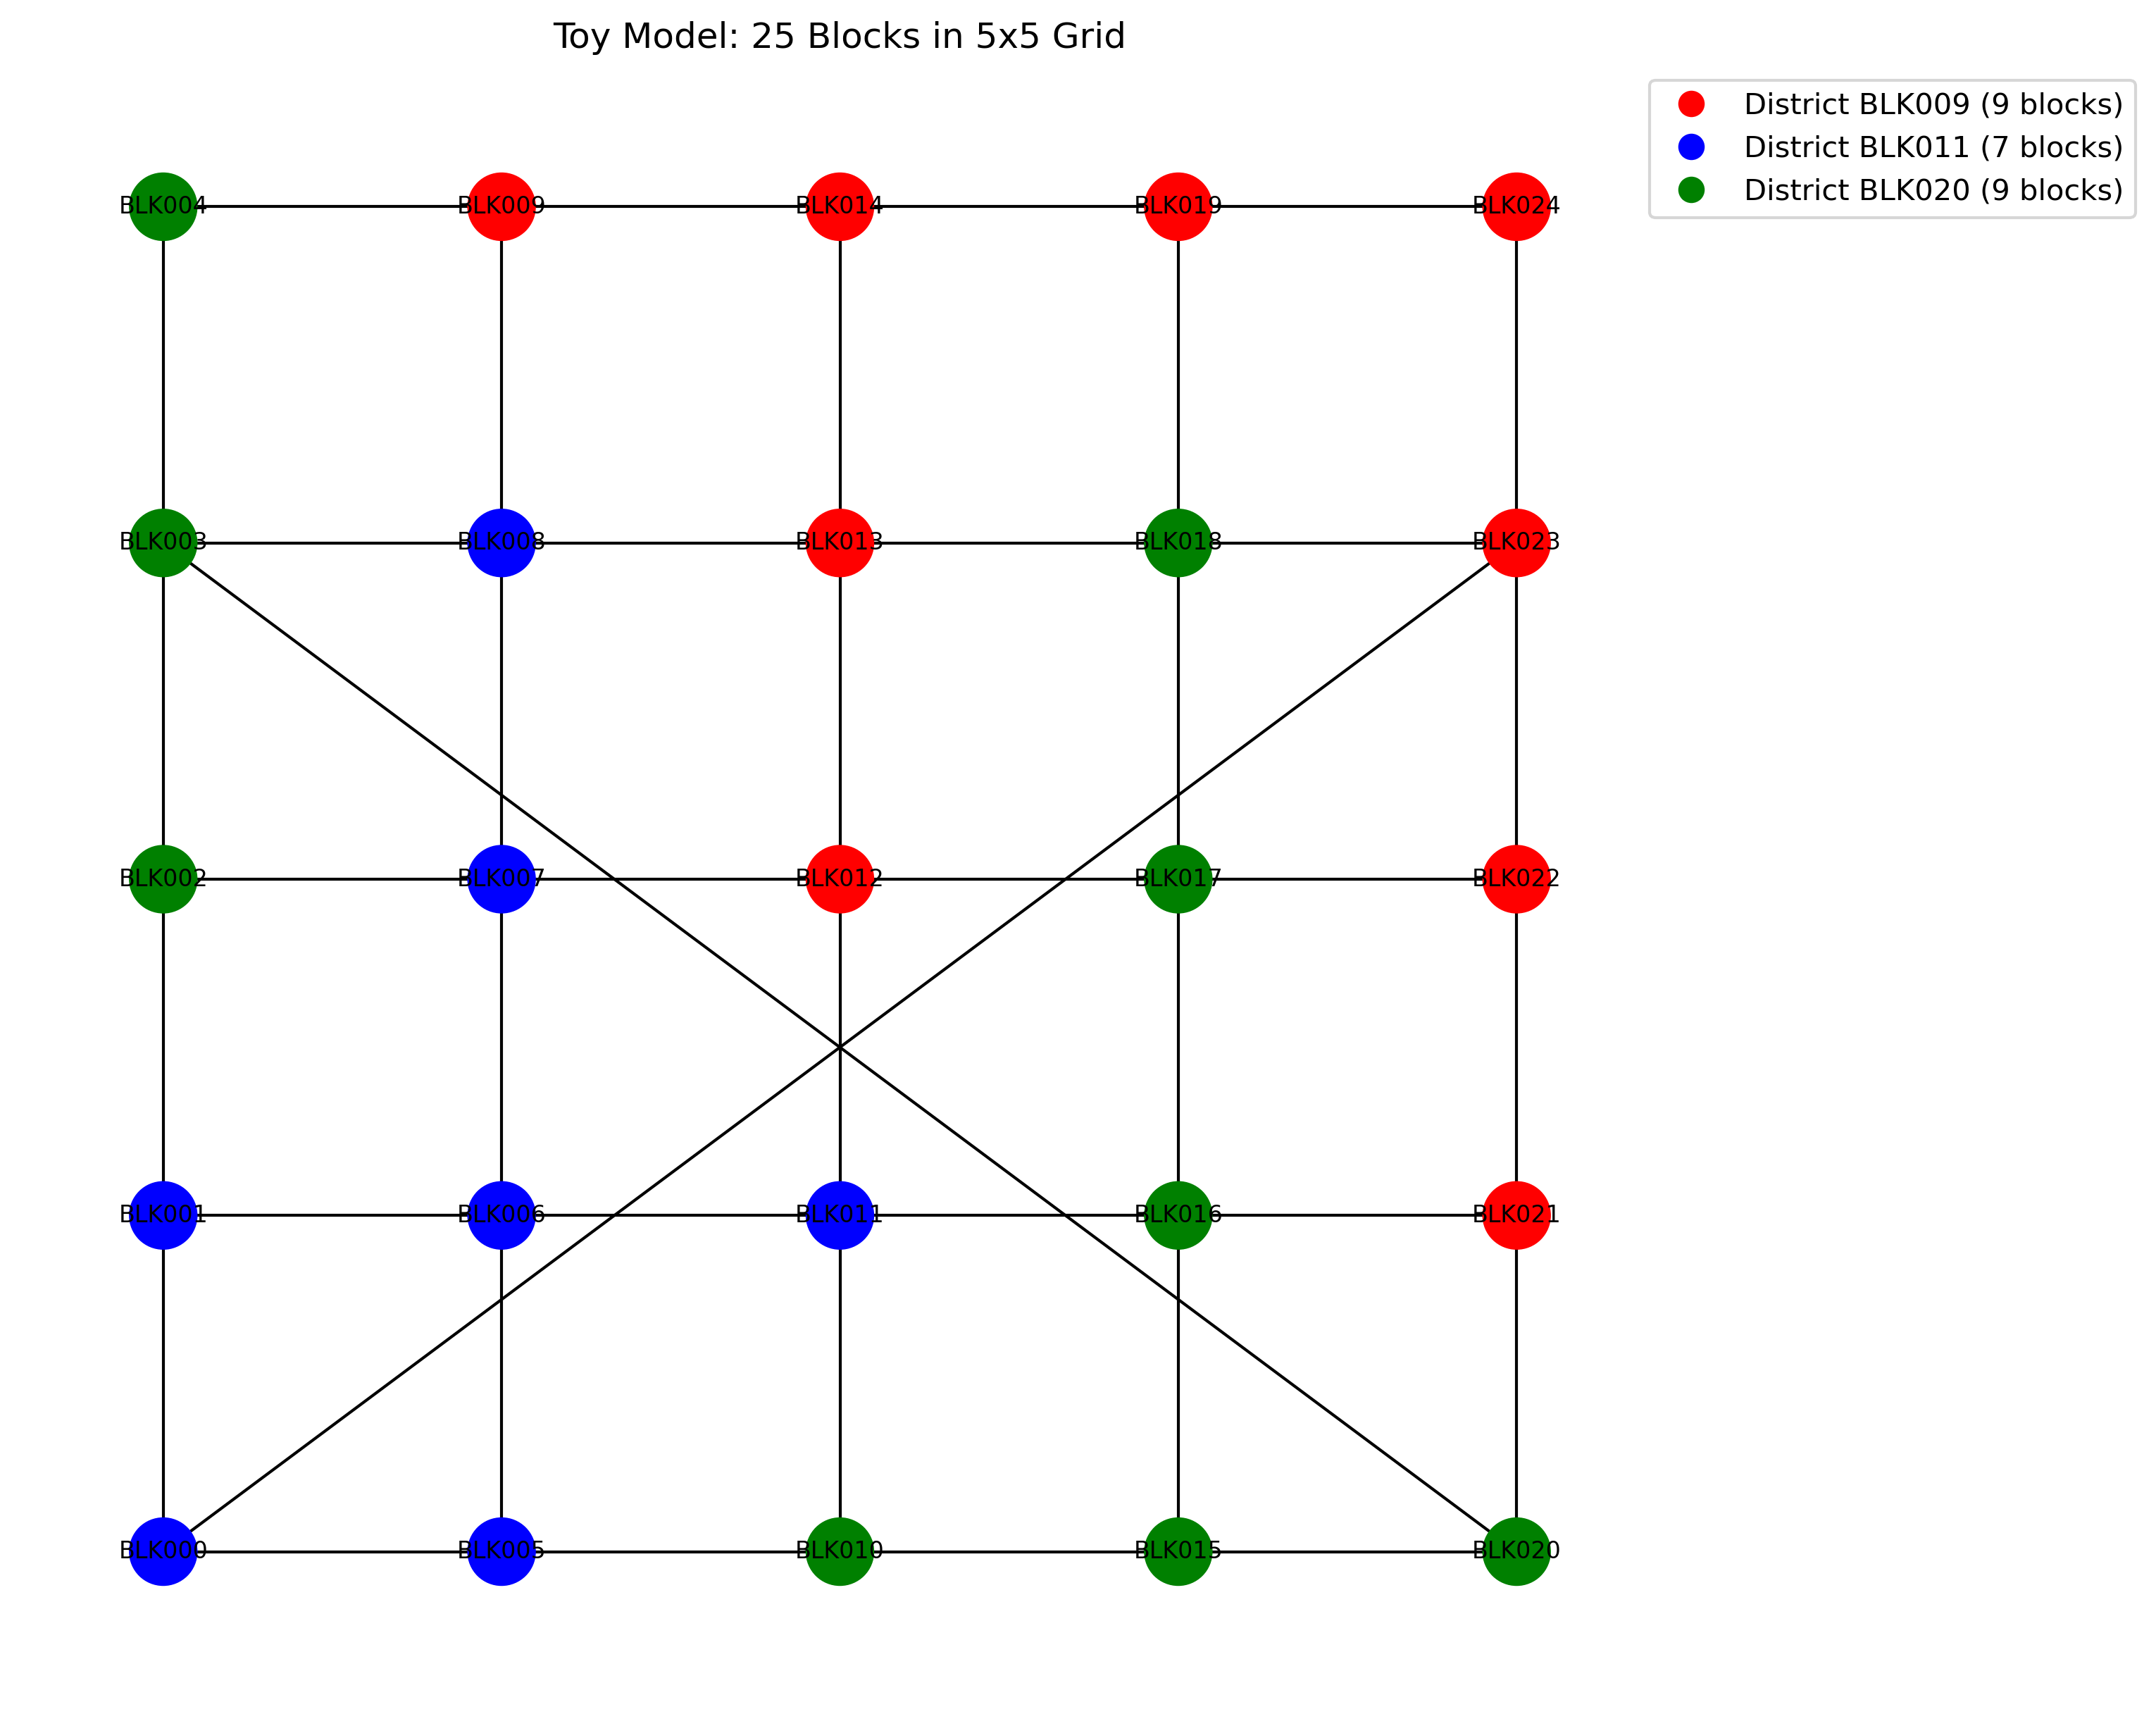 Toy Model: 25 Blocks in 5x5 Grid
District BLK009 (9 blocks)
District BLK011 (7 blocks)
District BLK020 (9 blocks)
BLK004 BLK009 BLK014 BLK019 BLK024
BLK003 BLK008 BLK013 BLK018 BLK023
BLK002 BLK007 BLK012 BLK017 BLK022
BLK001 BLK006 BLK011 BLK016 BLK021
BLK000 BLK005 BLK010 BLK015 BLK020